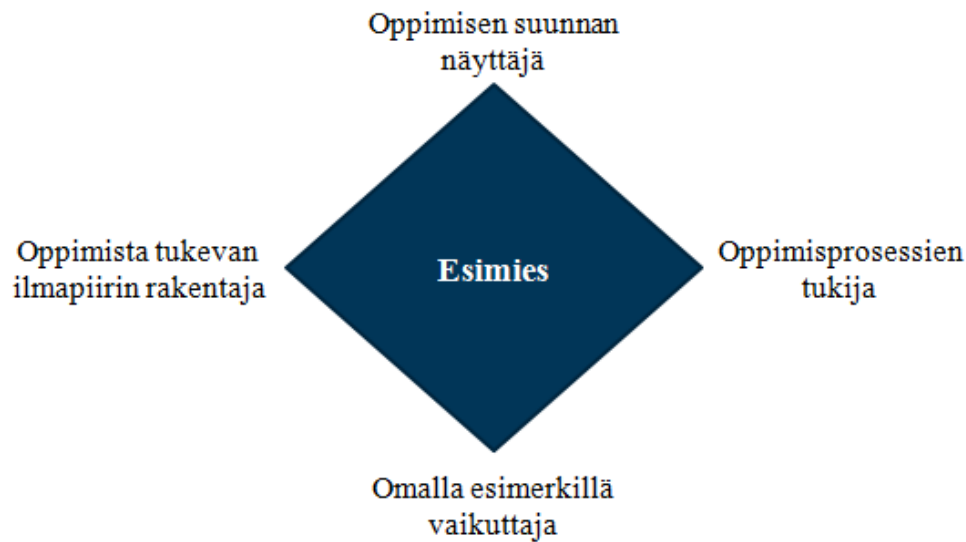 Oppimisen suunnan
näyttäjä
Oppimista tukevan
ilmapiirin rakentaja
Esimies
Oppimisprosessien
tukija
Omalla esimerkillä
vaikuttaja